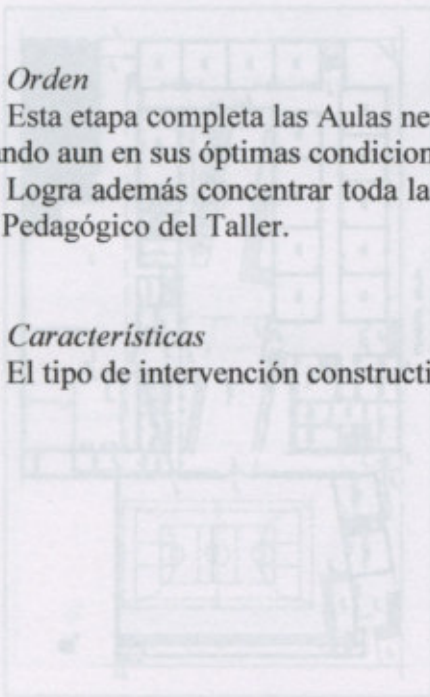 Orden
Esta etapa completa las Aulas ne
ndo aun en sus óptimas condicion
Logra además concentrar toda la
Pedagógico del Taller.
Características
El tipo de intervención constructi